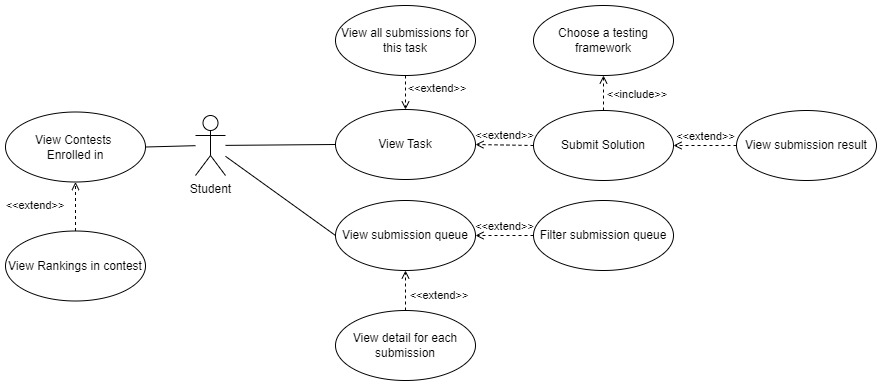 View all submissions for
this task
Choose a testing
framework
<<extend>>
<<include>>
View Contests
Enrolled in
Student
View Task
<<extend>>
Submit Solution
<<extend>>
View submission result
<<extend>>
View Rankings in contest
View submission queue
<<extend>>
Filter submission queue
<<extend>>
View detail for each
submission